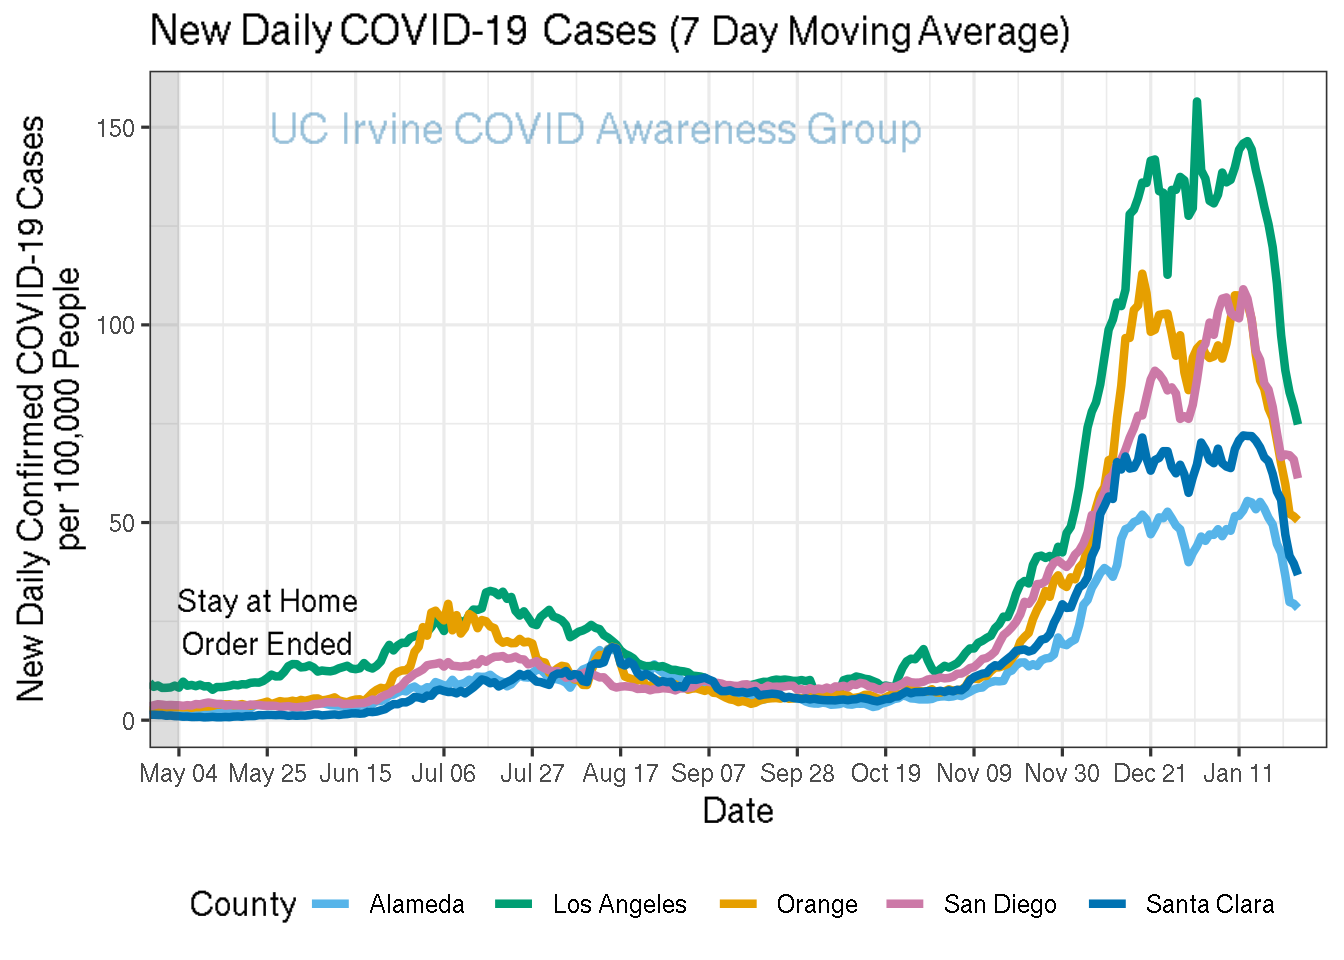 New Daily COVID-19 Cases (7 Day Moving Average)
UC Irvine COVID Awareness Group
New Daily Confirmed COVID-19 Cases
per 100,000 People
150
100
50
0
Stay at Home
Order Ended
May 04 May 25 Jun 15 Jul 06 Jul 27 Aug 17 Sep 07 Sep 28 Oct 19 Nov 09 Nov 30 Dec 21 Jan 11
Date
County Alameda Los Angeles Orange San Diego Santa Clara